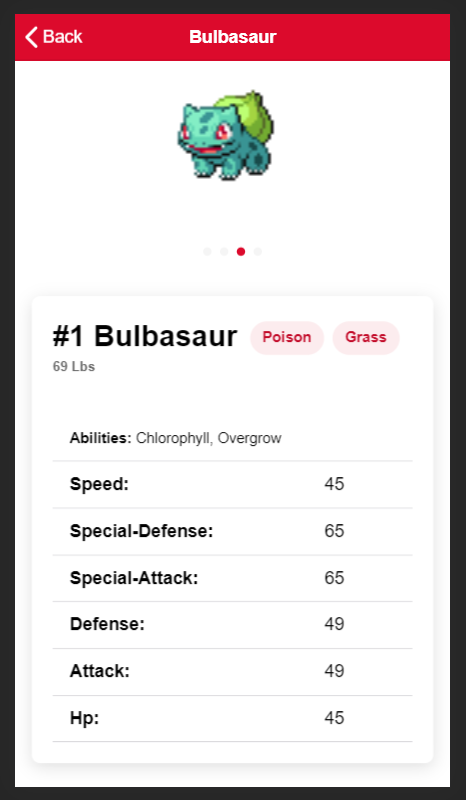 Back Bulbasaur
#1 Bulbasaur Poison Grass
69 Lbs
Abilities: Chlorophyll, Overgrow
Speed: 45
Special-Defense: 65
Special-Attack: 65
Defense: 49
Attack: 49
Hp: 45